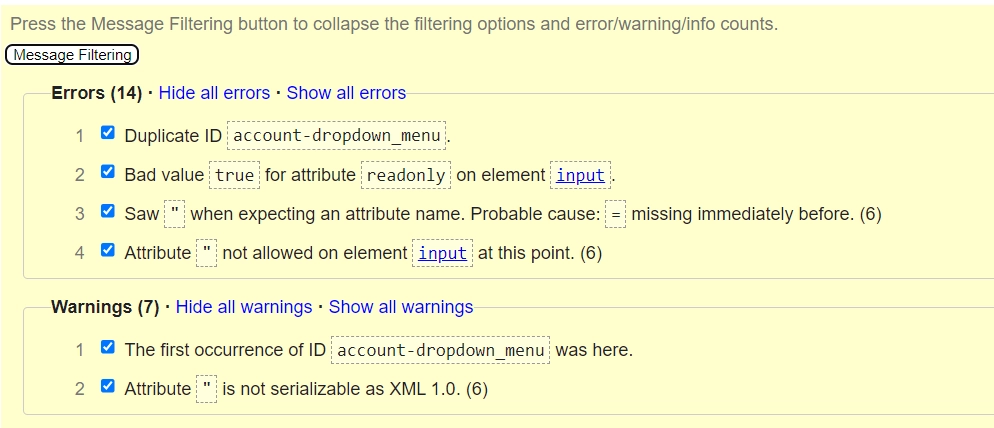 Press the Message Filtering button to collapse the filtering options and error/warning/info counts.
Message Filtering
Errors (14) · Hide all errors · Show all errors
1 Duplicate ID account-dropdown_menu.
2 Bad value true for attribute readonly on element input.
3 Saw " when expecting an attribute name. Probable cause: = missing immediately before. (6)
4 Attribute " not allowed on element input at this point. (6)
Warnings (7) · Hide all warnings · Show all warnings
1 The first occurrence of ID account-dropdown_menu was here.
2 Attribute " is not serializable as XML 1.0. (6)